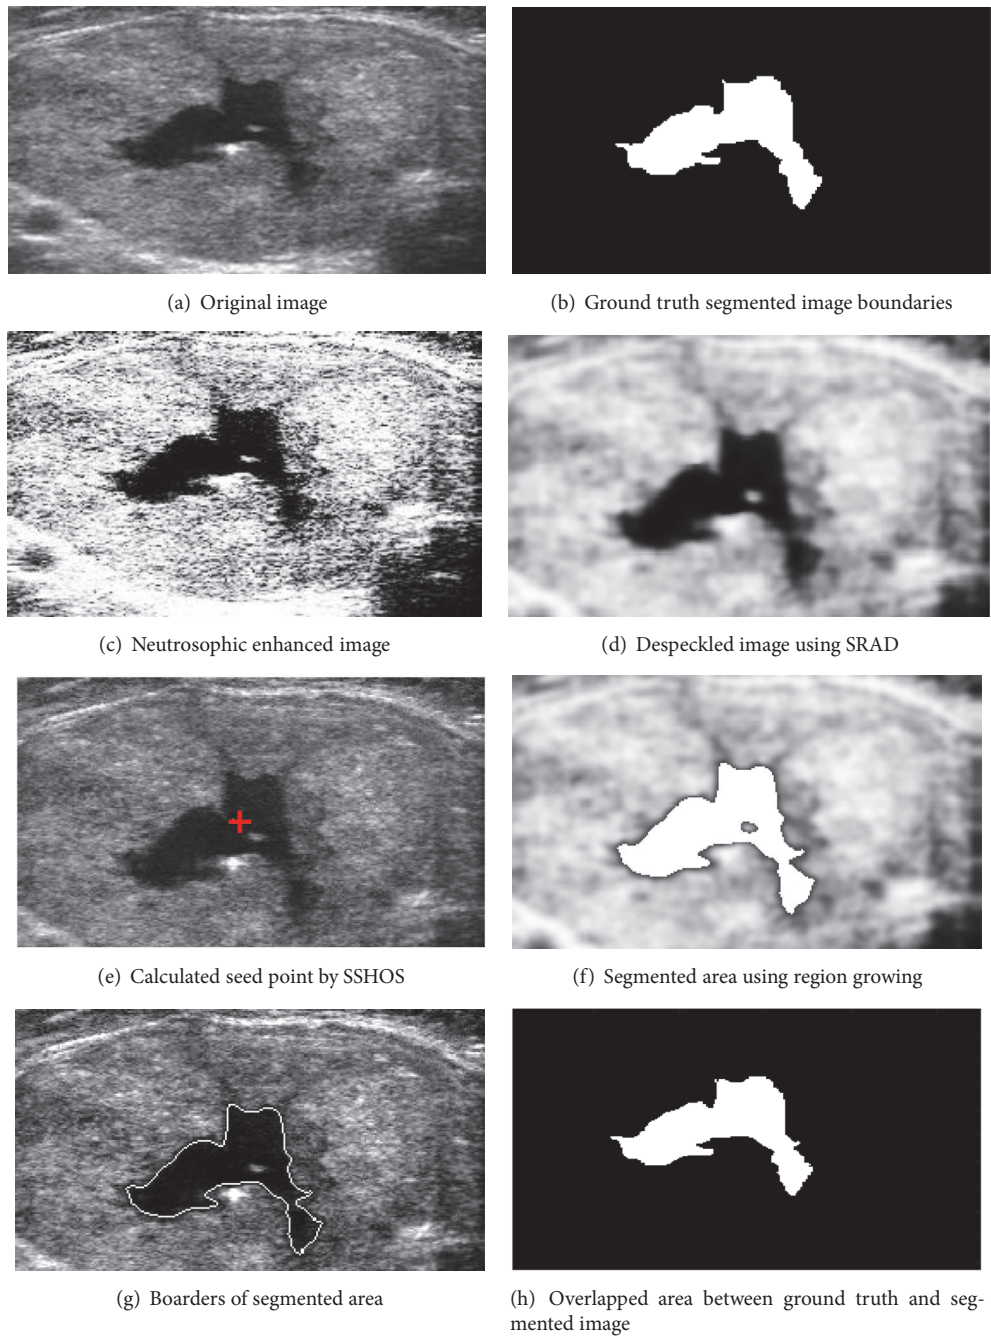 (a) Original image
(b) Ground truth segmented image boundaries
(c) Neutrosophic enhanced image
(d) Despeckled image using SRAD
(e) Calculated seed point by SSHOS
(f) Segmented area using region growing
(g) Boarders of segmented area
(h) Overlapped area between ground truth and seg-
mented image